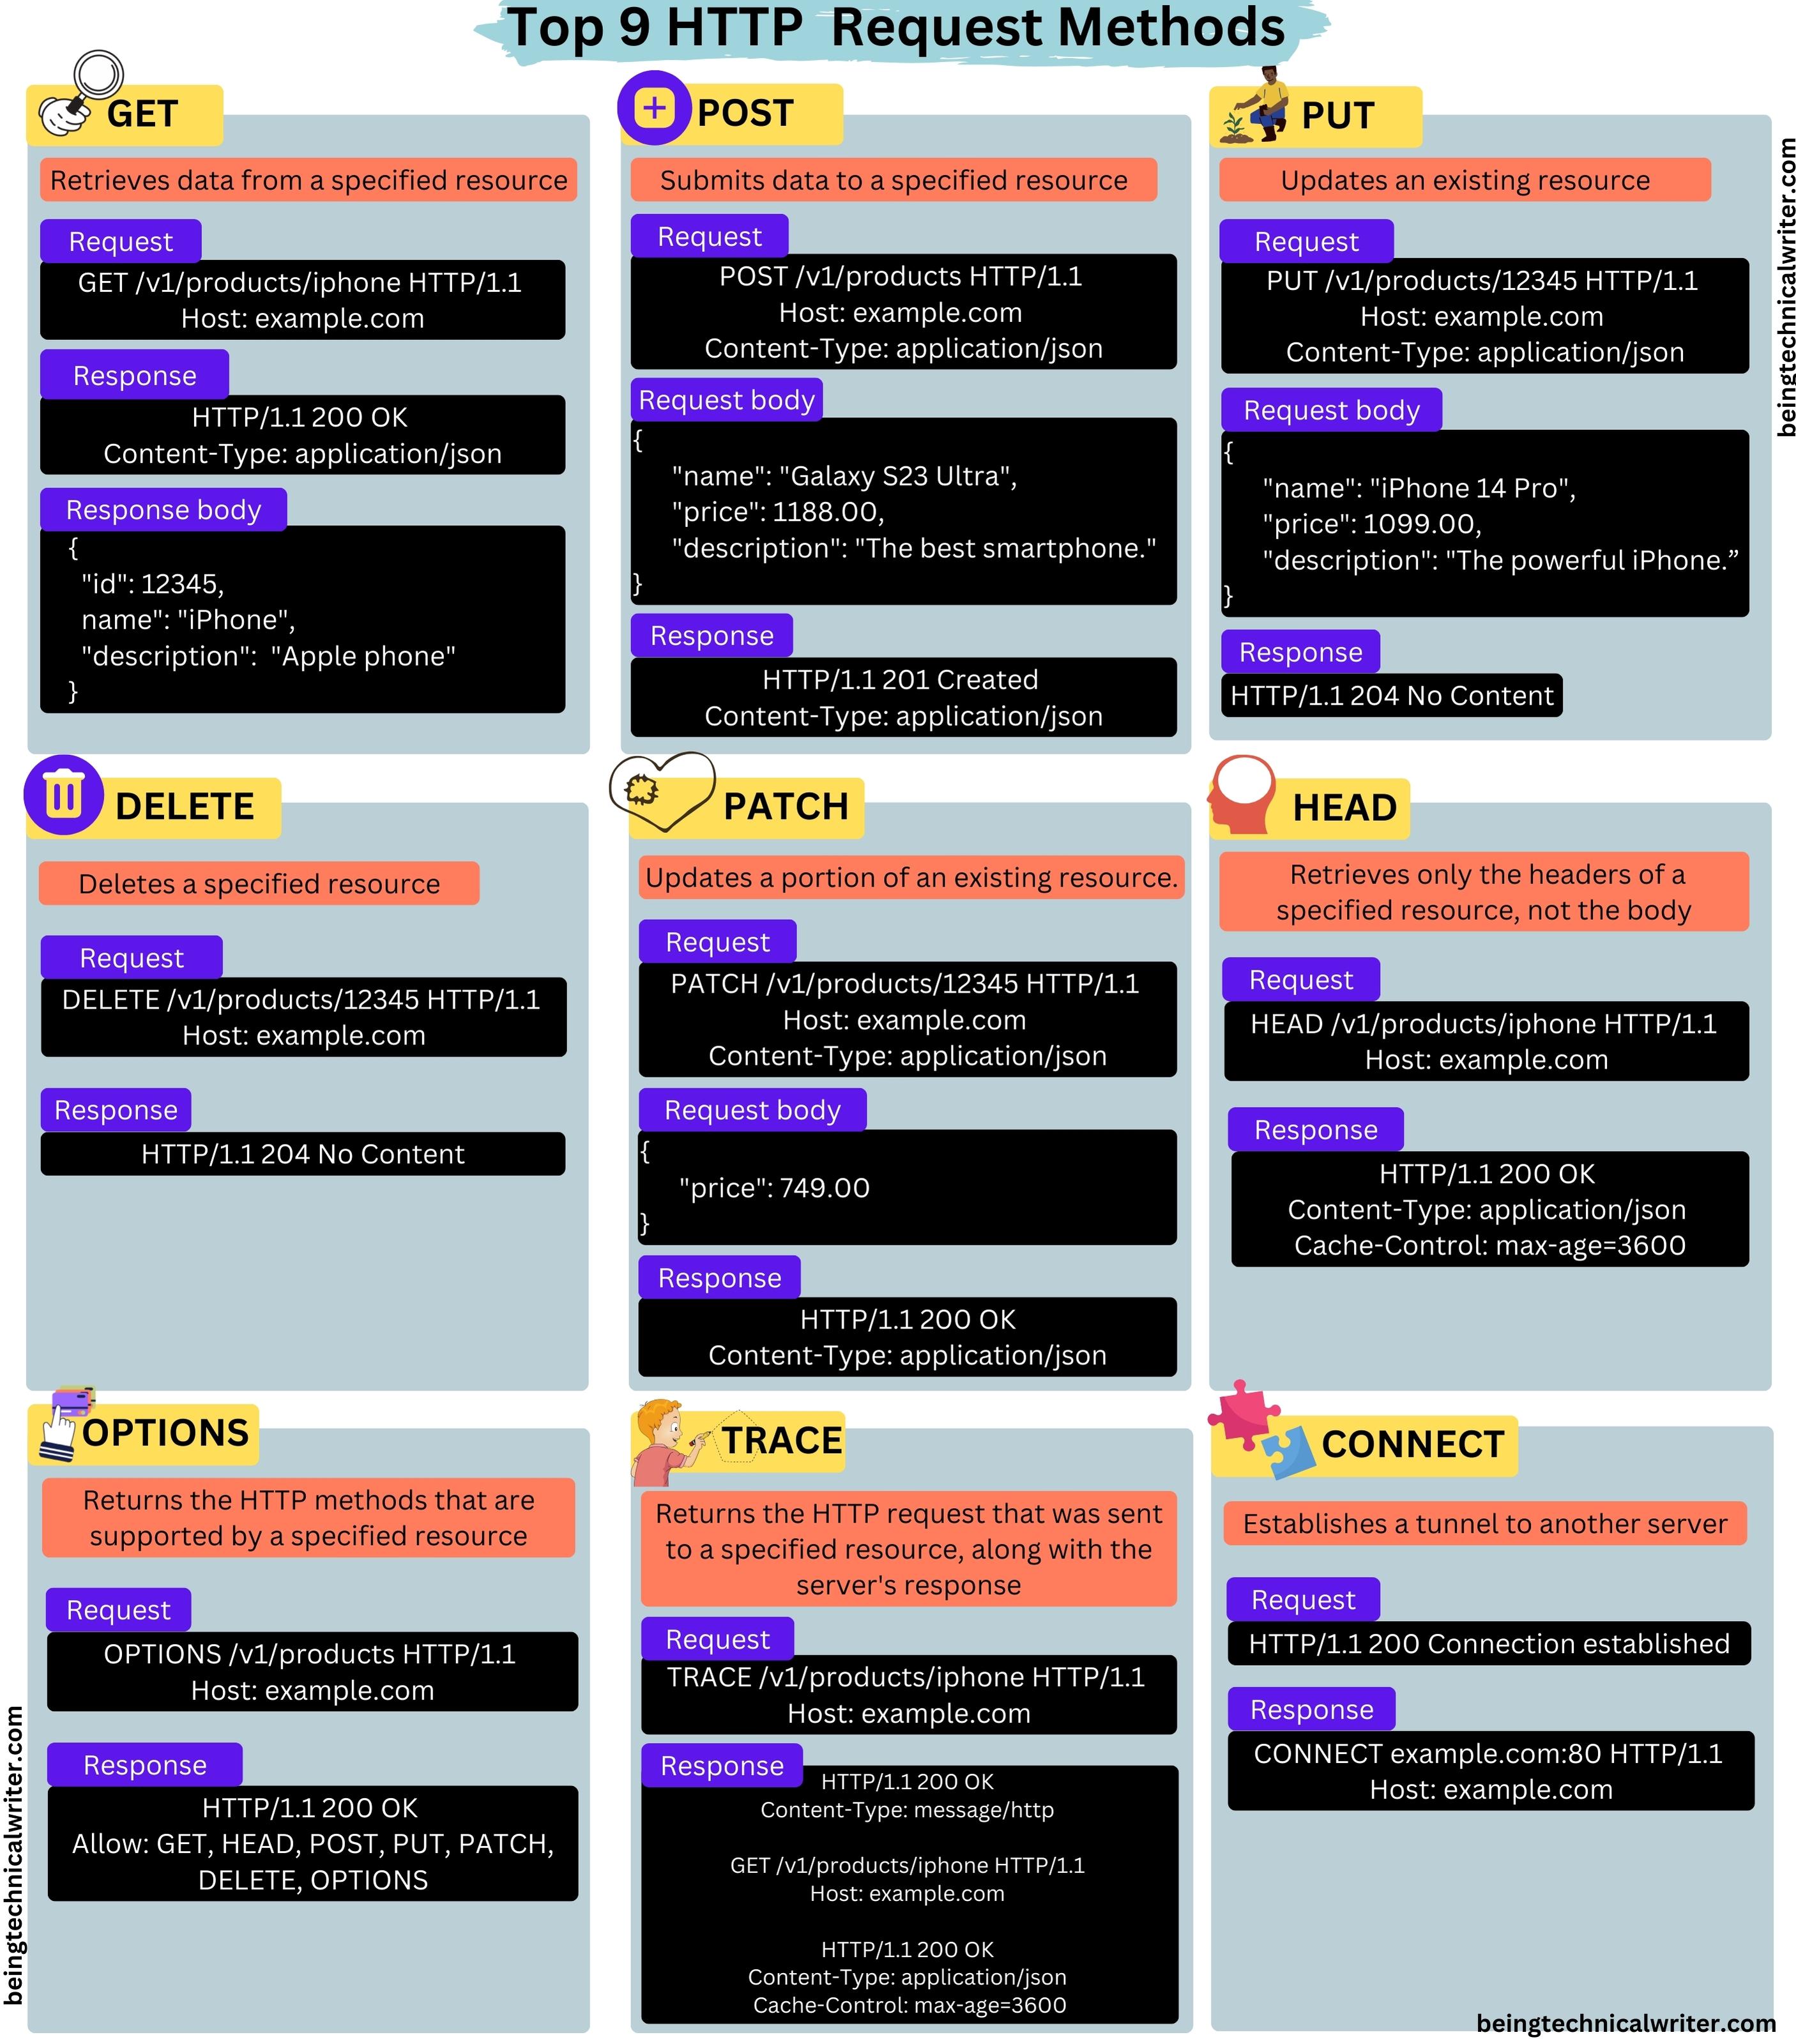 Top 9 HTTP Request Methods
GET
Retrieves data from a specified resource
Request
GET /v1/products/iphone HTTP/1.1
Host: example.com
Response
HTTP/1.1 200 OK
Content-Type: application/json
Response body
{
"id": 12345,
name": "iPhone",
"description": "Apple phone"
}
POST
Submits data to a specified resource
Request
POST /v1/products HTTP/1.1
Host: example.com
Content-Type: application/json
Request body
{
"name": "Galaxy S23 Ultra",
"price": 1188.00,
"description": "The best smartphone."
}
Response
HTTP/1.1 201 Created
Content-Type: application/json
PUT
Updates an existing resource
Request
PUT /v1/products/12345 HTTP/1.1
Host: example.com
Content-Type: application/json
Request body
{
"name": "iPhone 14 Pro",
"price": 1099.00,
"description": "The powerful iPhone.”
}
Response
HTTP/1.1 204 No Content
beingtechnicalwriter.com
DELETE
Deletes a specified resource
Request
DELETE /v1/products/12345 HTTP/1.1
Host: example.com
Response
HTTP/1.1 204 No Content
PATCH
Updates a portion of an existing resource.
Request
PATCH /v1/products/12345 HTTP/1.1
Host: example.com
Content-Type: application/json
Request body
{
"price": 749.00
}
Response
HTTP/1.1 200 OK
Content-Type: application/json
HEAD
Retrieves only the headers of a
specified resource, not the body
Request
HEAD /v1/products/iphone HTTP/1.1
Host: example.com
Response
HTTP/1.1 200 OK
Content-Type: application/json
Cache-Control: max-age=3600
OPTIONS
Returns the HTTP methods that are
supported by a specified resource
Request
OPTIONS /v1/products HTTP/1.1
Host: example.com
Response
HTTP/1.1 200 OK
Allow: GET, HEAD, POST, PUT, PATCH,
DELETE, OPTIONS
beingtechnicalwriter.com
TRACE
Returns the HTTP request that was sent
to a specified resource, along with the
server's response
Request
TRACE /v1/products/iphone HTTP/1.1
Host: example.com
Response
HTTP/1.1 200 OK
Content-Type: message/http
GET /v1/products/iphone HTTP/1.1
Host: example.com
HTTP/1.1 200 OK
Content-Type: application/json
Cache-Control: max-age=3600
CONNECT
Establishes a tunnel to another server
Request
HTTP/1.1 200 Connection established
Response
CONNECT example.com:80 HTTP/1.1
Host: example.com
beingtechnicalwriter.com